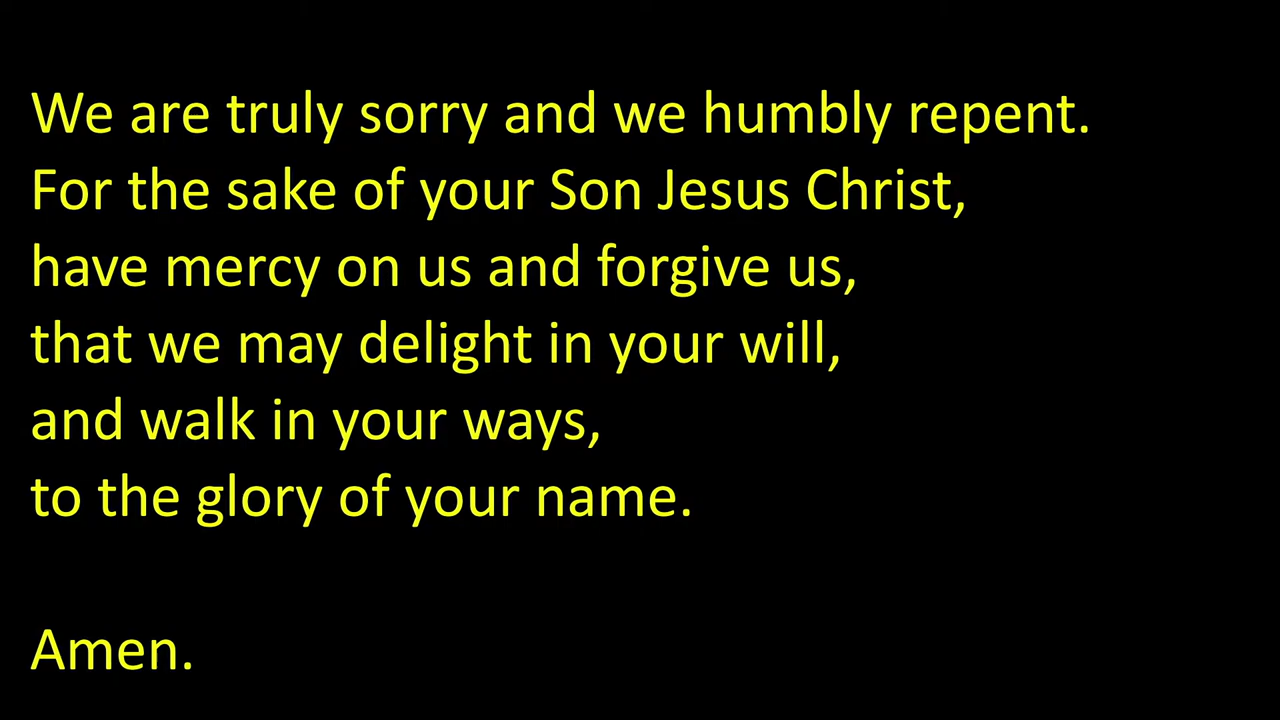 We are truly sorry and we humbly repent.
For the sake of your Son Jesus Christ,
have mercy on us and forgive us,
that we may delight in your will,
and walk in your ways,
to the glory of your name.
Amen.